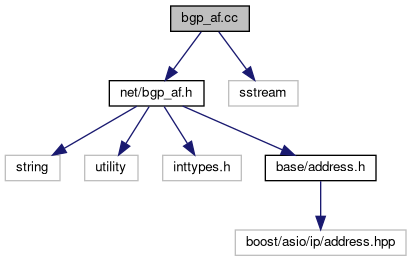 bgp_af.cc
net/bgp_af.h
sstream
string
utility
inttypes.h
base/address.h
boost/asio/ip/address.hpp